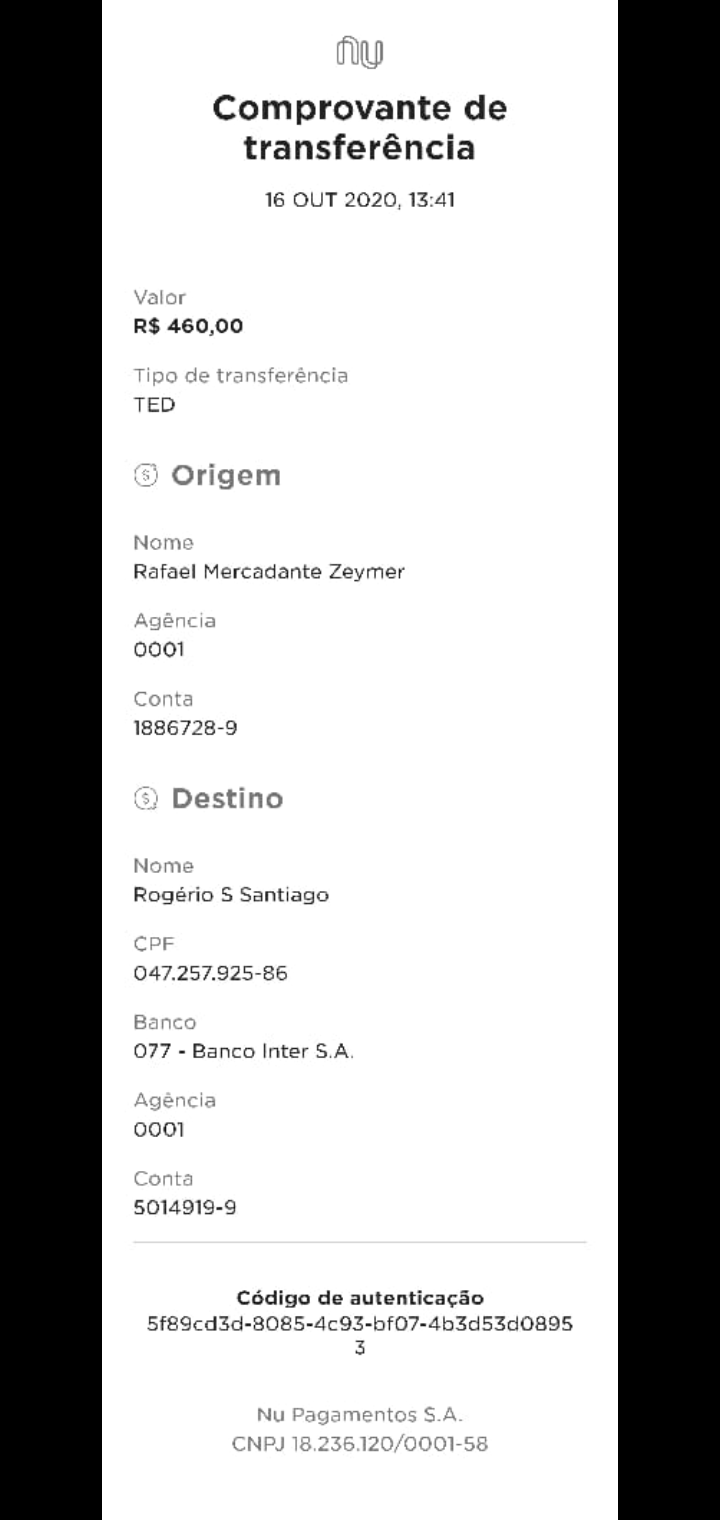 nu
Comprovante de
transferência
16 OUT 2020, 13:41
Valor
R$ 460,00
Tipo de transferência
TED
Origem
Nome
Rafael Mercadante Zeymer
Agência
0001
Conta
1886728-9
Destino
Nome
Rogério S Santiago
CPF
047.257.925-86
Banco
077 - Banco Inter S.A.
Agência
0001
Conta
5014919-9
Código de autenticação
5f89cd3d-8085-4c93-bf07-4b3d53d0895
3
Nu Pagamentos S.A.
CNPJ 18.236.120/0001-58